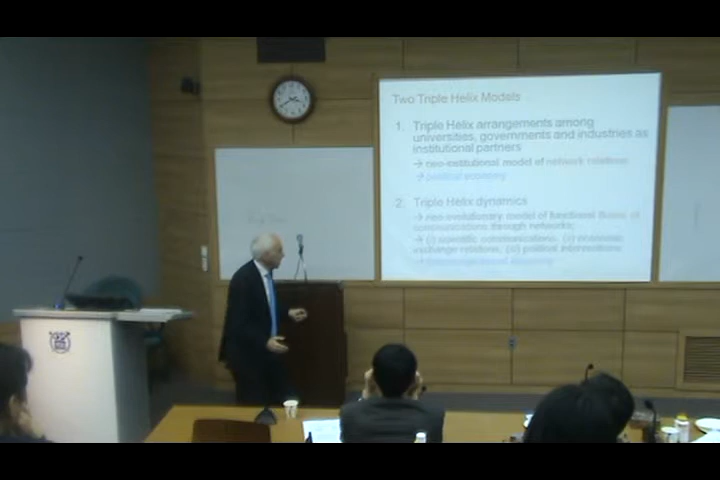 Two Triple Helix Models
1. Triple Helix arrangements among
universities, governments and industries as
institutional partners
→ neo-institutional model of network relations
→ political economy
2. Triple Helix dynamics
→ neo-evolutionary model of functional
communications through networks;
→ (i) scientific communications, (ii) economic
exchange relations, (iii) political interventions